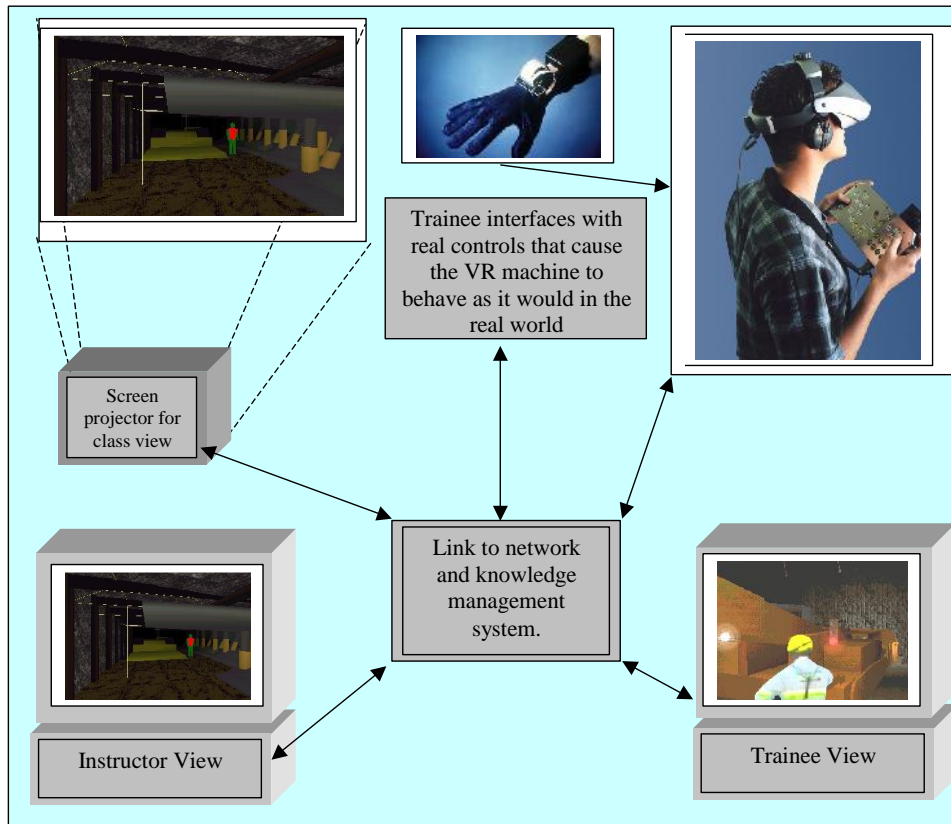 Trainee interfaces with
real controls that cause
the VR machine to
behave as it would in the
real world
Screen
projector for
class view
Link to network
and knowledge
management
system.
Instructor View
Trainee View